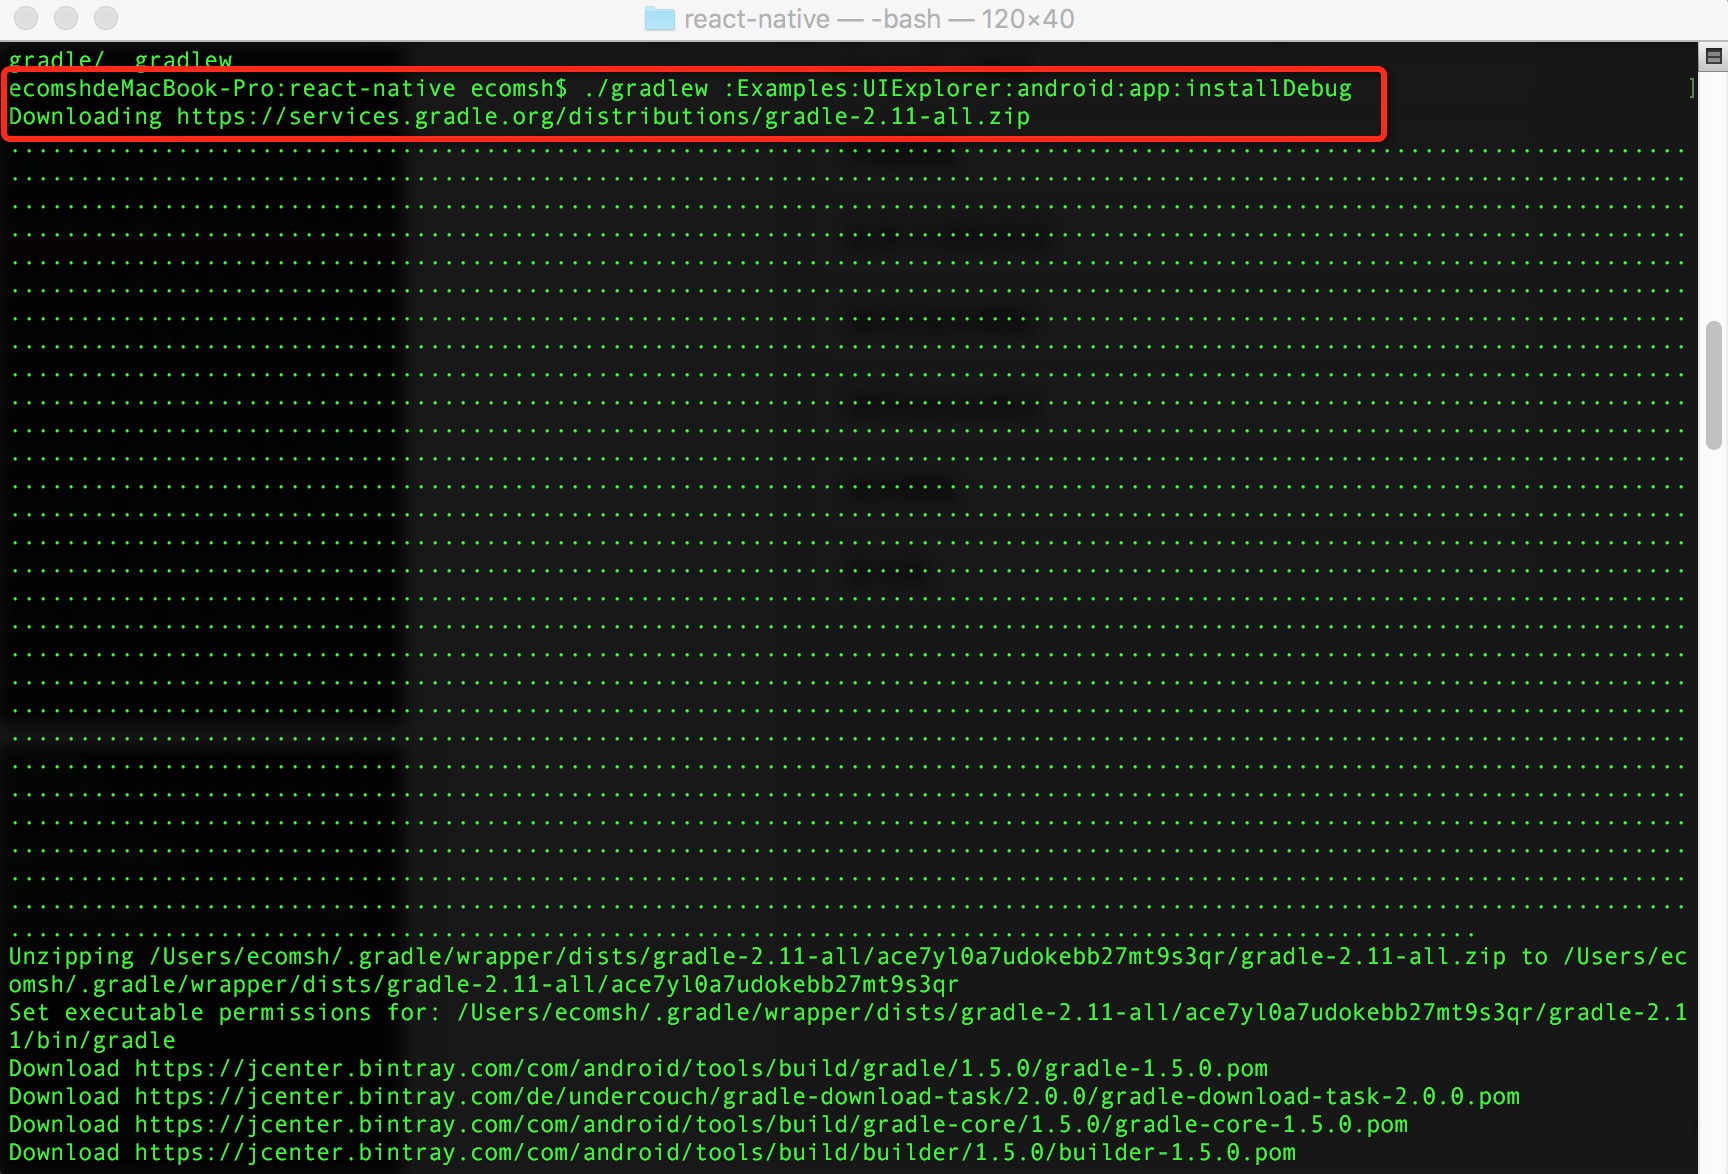 react-native — -bash — 120×40
gradle/  gradlew
ecomshdeMacBook-Pro:react-native ecomsh$ ./gradlew :Examples:UIExplorer:android:app:installDebug ]
Downloading https://services.gradle.org/distributions/gradle-2.11-all.zip
Unzipping /Users/ecomsh/.gradle/wrapper/dists/gradle-2.11-all/ace7yl0a7udokebb27mt9s3qr/gradle-2.11-all.zip to /Users/ec
omsh/.gradle/wrapper/dists/gradle-2.11-all/ace7yl0a7udokebb27mt9s3qr
Set executable permissions for: /Users/ecomsh/.gradle/wrapper/dists/gradle-2.11-all/ace7yl0a7udokebb27mt9s3qr/gradle-2.1
1/bin/gradle
Download https://jcenter.bintray.com/com/android/tools/build/gradle/1.5.0/gradle-1.5.0.pom
Download https://jcenter.bintray.com/de/undercouch/gradle-download-task/2.0.0/gradle-download-task-2.0.0.pom
Download https://jcenter.bintray.com/com/android/tools/build/gradle-core/1.5.0/gradle-core-1.5.0.pom
Download https://jcenter.bintray.com/com/android/tools/build/builder/1.5.0/builder-1.5.0.pom